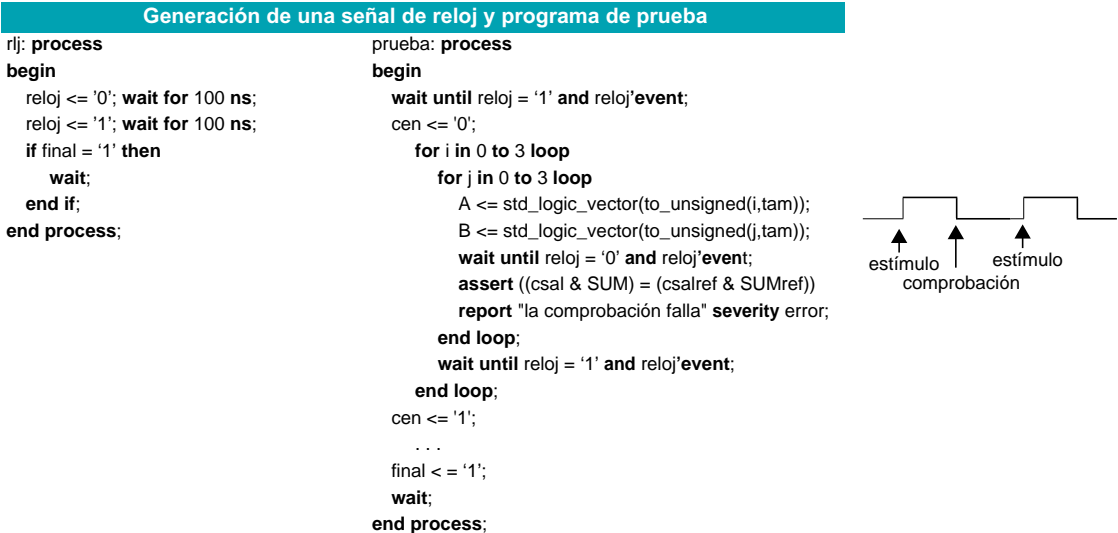 Generación de una señal de reloj y programa de prueba
rlj: process
begin
reloj <= '0'; wait for 100 ns;
reloj <= '1'; wait for 100 ns;
if final = '1' then
wait;
end if;
end process;
prueba: process
begin
wait until reloj = ‘1’ and reloj'event;
cen <= '0';
for i in 0 to 3 loop
for j in 0 to 3 loop
A <= std_logic_vector(to_unsigned(i,tam));
B <= std_logic_vector(to_unsigned(j,tam));
wait until reloj = ‘0’ and reloj'event;
assert ((csal & SUM) = (csalref & SUMref))
report "la comprobación falla" severity error;
end loop;
wait until reloj = ‘1’ and reloj'event;
end loop;
cen <= '1';
. . .
final < = ‘1’;
wait;
end process;
estímulo
estímulo
comprobación